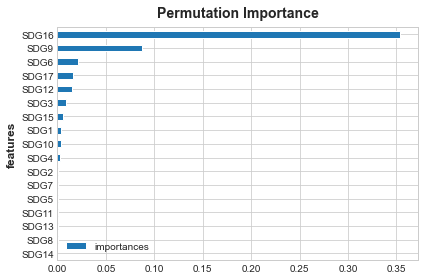 Permutation Importance
SDG16
SDG9
SDG6
SDG17
SDG12
SDG3
SDG15
SDG1
SDG10
SDG4
SDG2
SDG7
SDG5
SDG11
SDG13
SDG8
SDG14
features
importances
0.00 0.05 0.10 0.15 0.20 0.25 0.30 0.35